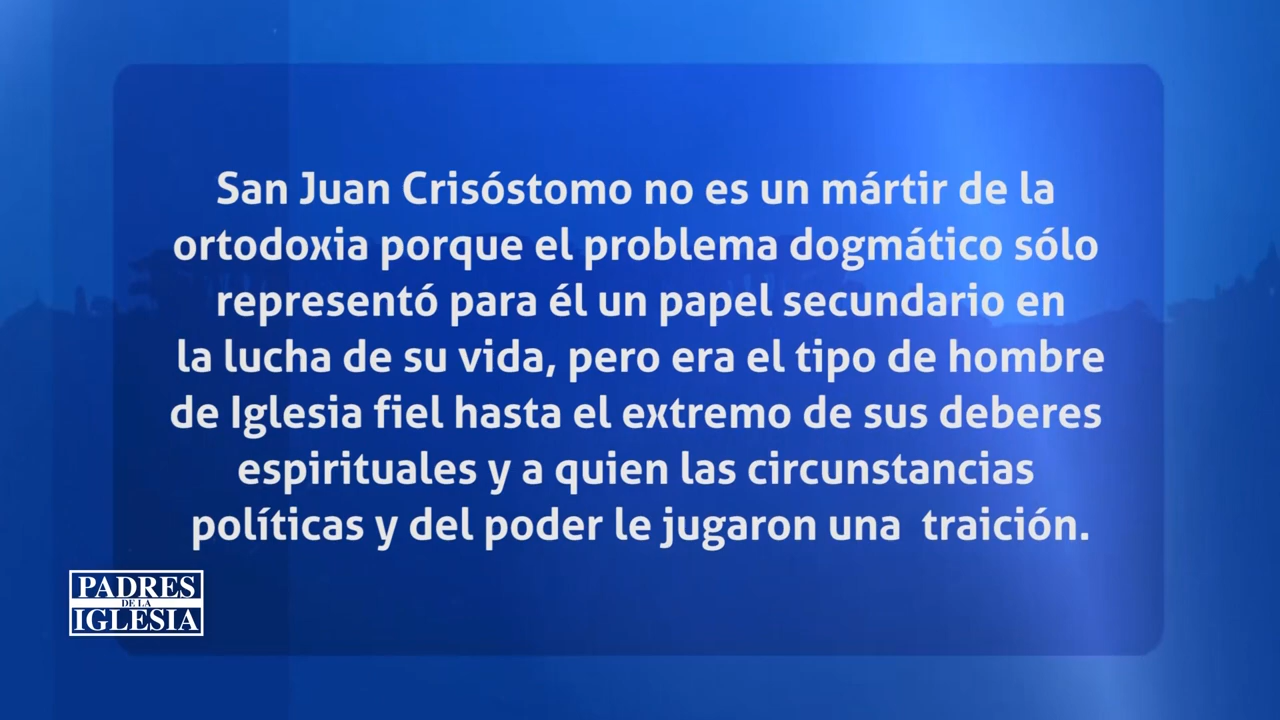 San Juan Crisóstomo no es un mártir de la
ortodoxia porque el problema dogmático sólo
representó para él un papel secundario en
la lucha de su vida, pero era el tipo de hombre
de Iglesia fiel hasta el extremo de sus deberes
espirituales y a quien las circunstancias
políticas y del poder le jugaron una  traición.
PADRES
DE LA
IGLESIA